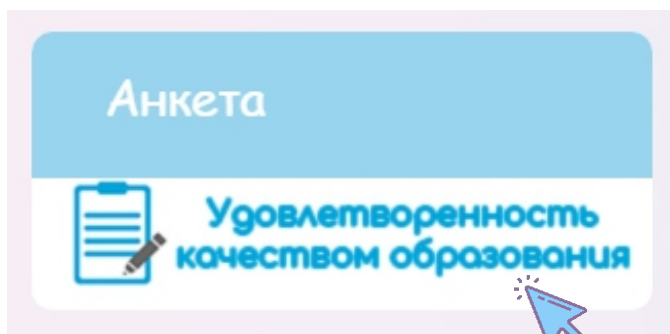 Анкета
Удовлетворенность
качеством образования